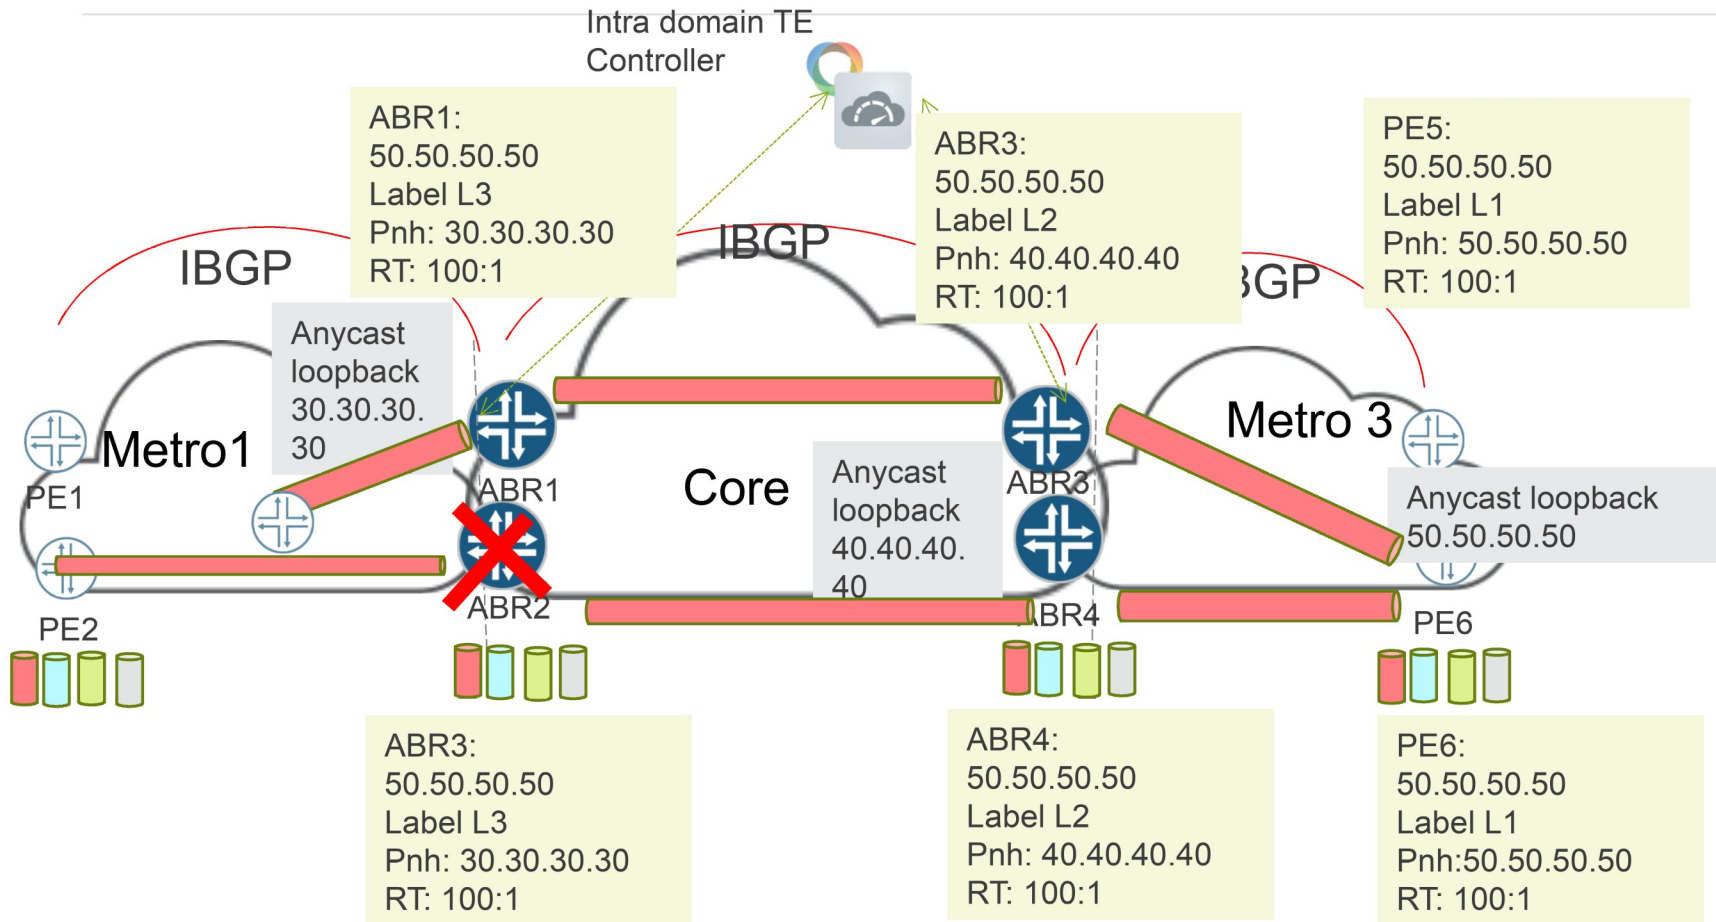 Intra domain TE
Controller
ABR1:
50.50.50.50
Label L3
Pnh: 30.30.30.30
RT: 100:1
ABR3:
50.50.50.50
Label L2
Pnh: 40.40.40.40
RT: 100:1
PE5:
50.50.50.50
Label L1
Pnh: 50.50.50.50
RT: 100:1
IBGP
IBGP
BGP
Anycast
loopback
30.30.30.
30
Metro1
Core
Metro 3
Anycast
loopback
40.40.40.
40
Anycast loopback
50.50.50.50
PE1
ABR1
ABR3
PE2
ABR2
ABR4
PE6
ABR3:
50.50.50.50
Label L3
Pnh: 30.30.30.30
RT: 100:1
ABR4:
50.50.50.50
Label L2
Pnh: 40.40.40.40
RT: 100:1
PE6:
50.50.50.50
Label L1
Pnh:50.50.50.50
RT: 100:1